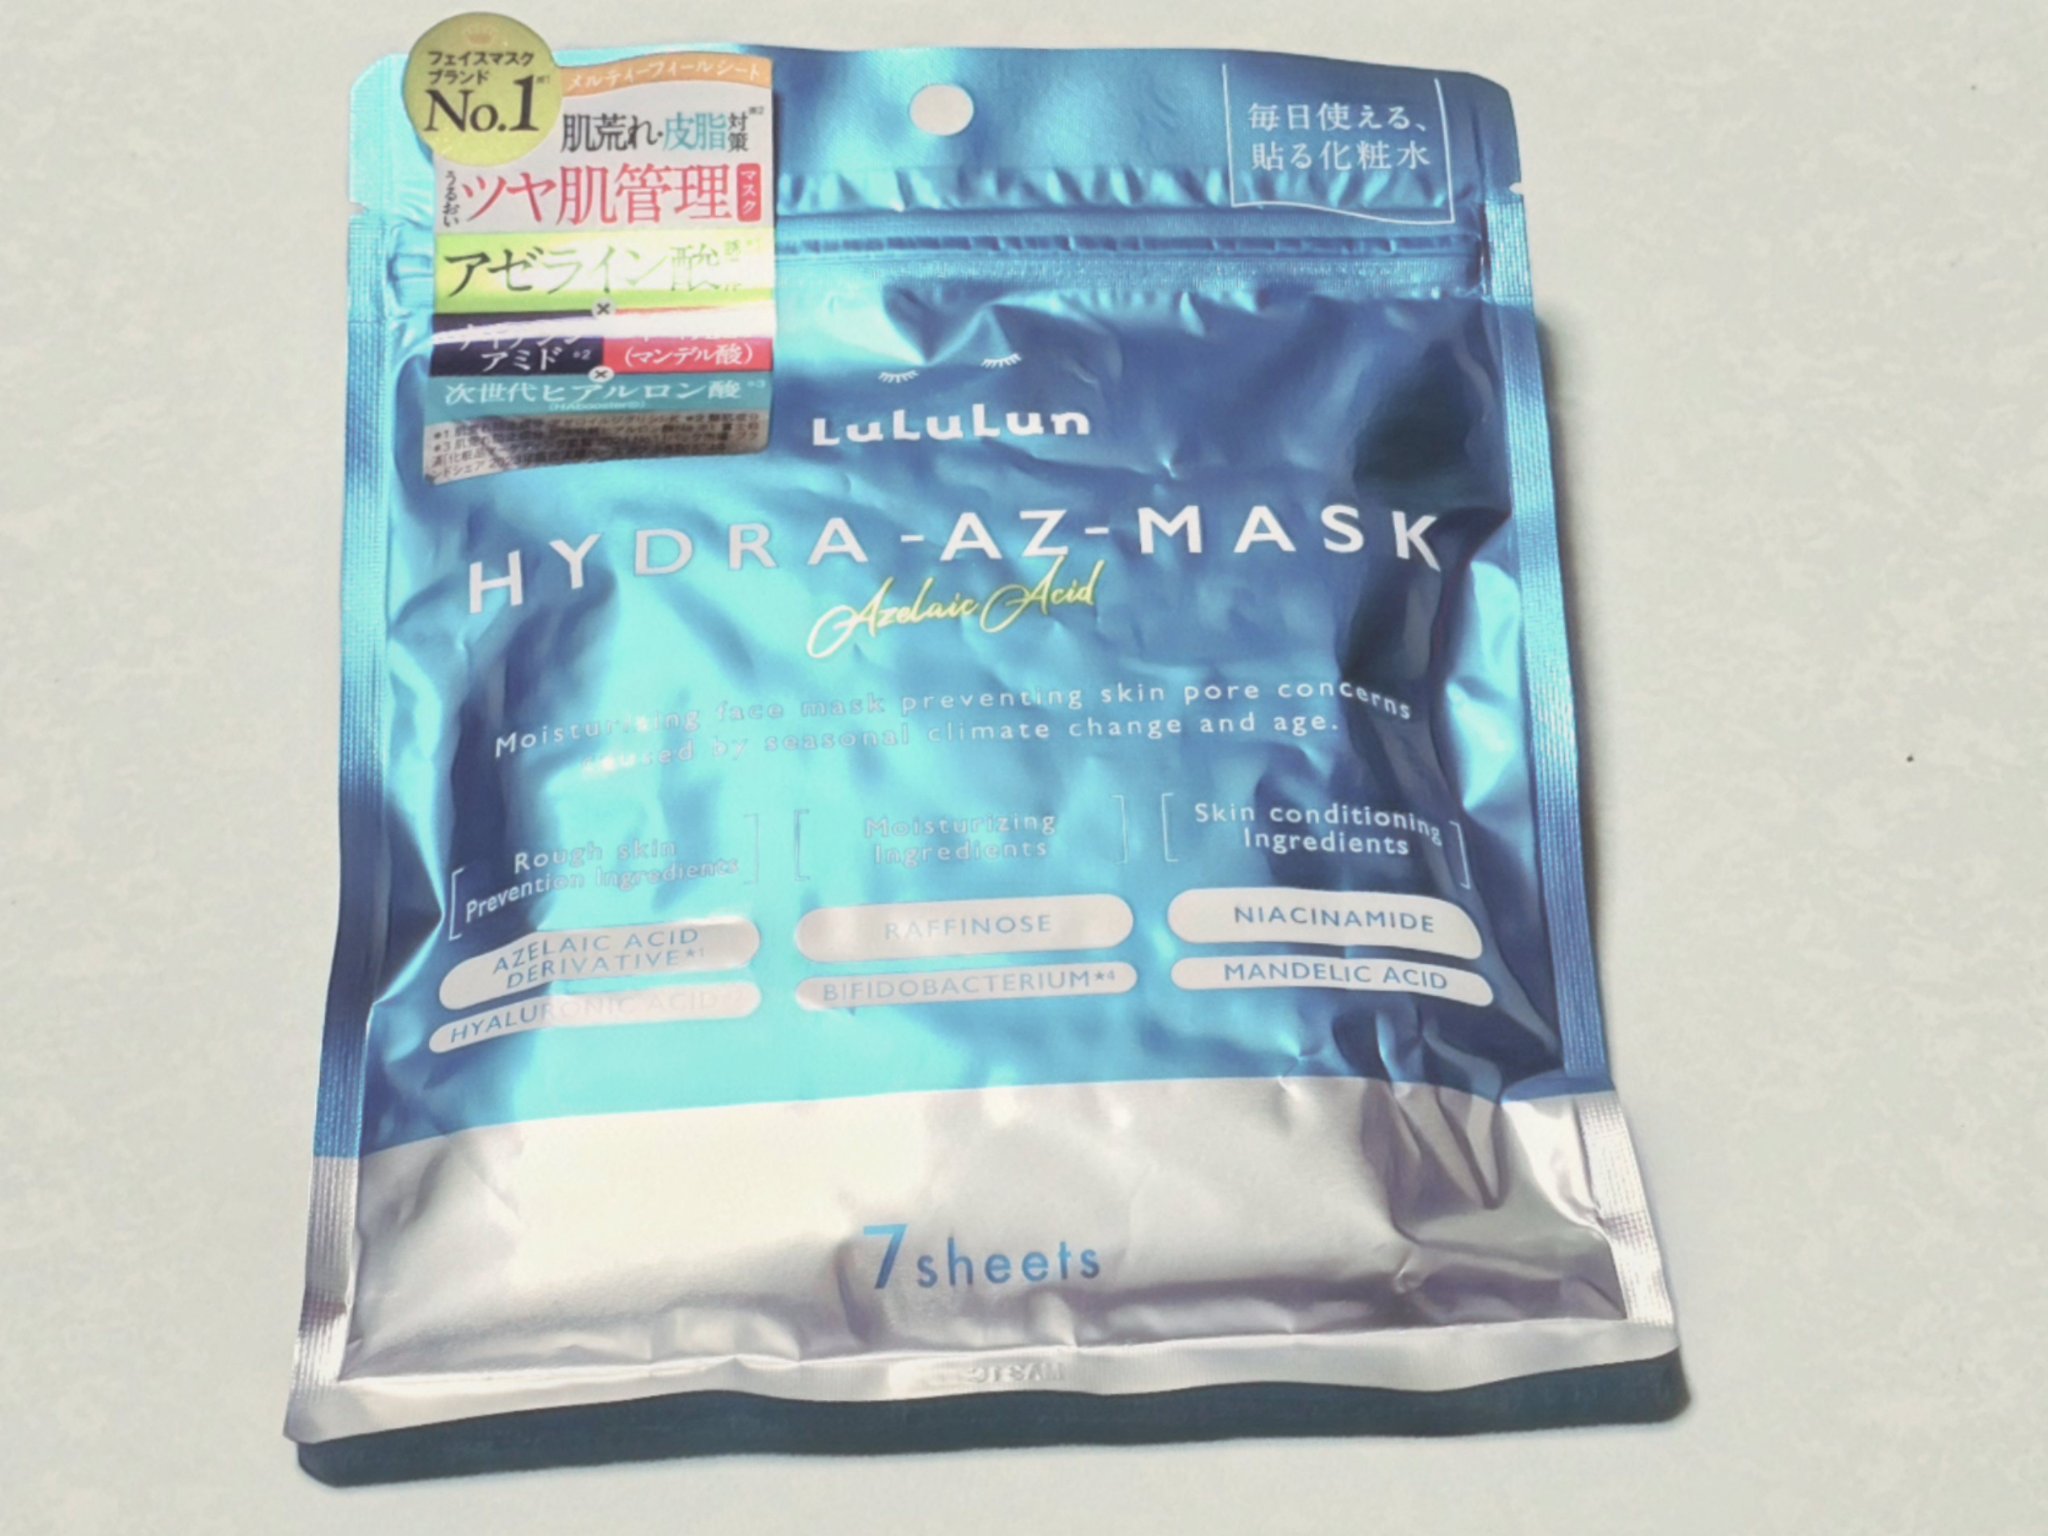 フェイスマスク
ブランド
No.1
メルティーフィールシート
肌荒れ・皮脂対策※2
うるおいツヤ肌管理マスク
アゼライン酸
×
アミド※2
(マンデル酸)
×
次世代ヒアルロン酸※3
毎日使える、
貼る化粧水
LuLuLun
HYDRA-AZ-MASK
Azelaic Acid
Moisturizing face mask preventing skin pore concerns
caused by seasonal climate change and age.
Rough skin
Prevention Ingredients
AZELAIC ACID
DERIVATIVE★1
HYALURONIC ACID
Moisturizing
Ingredients
RAFFINOSE
BIFIDOBACTERIUM★4
Skin conditioning
Ingredients
NIACINAMIDE
MANDELIC ACID
7sheets